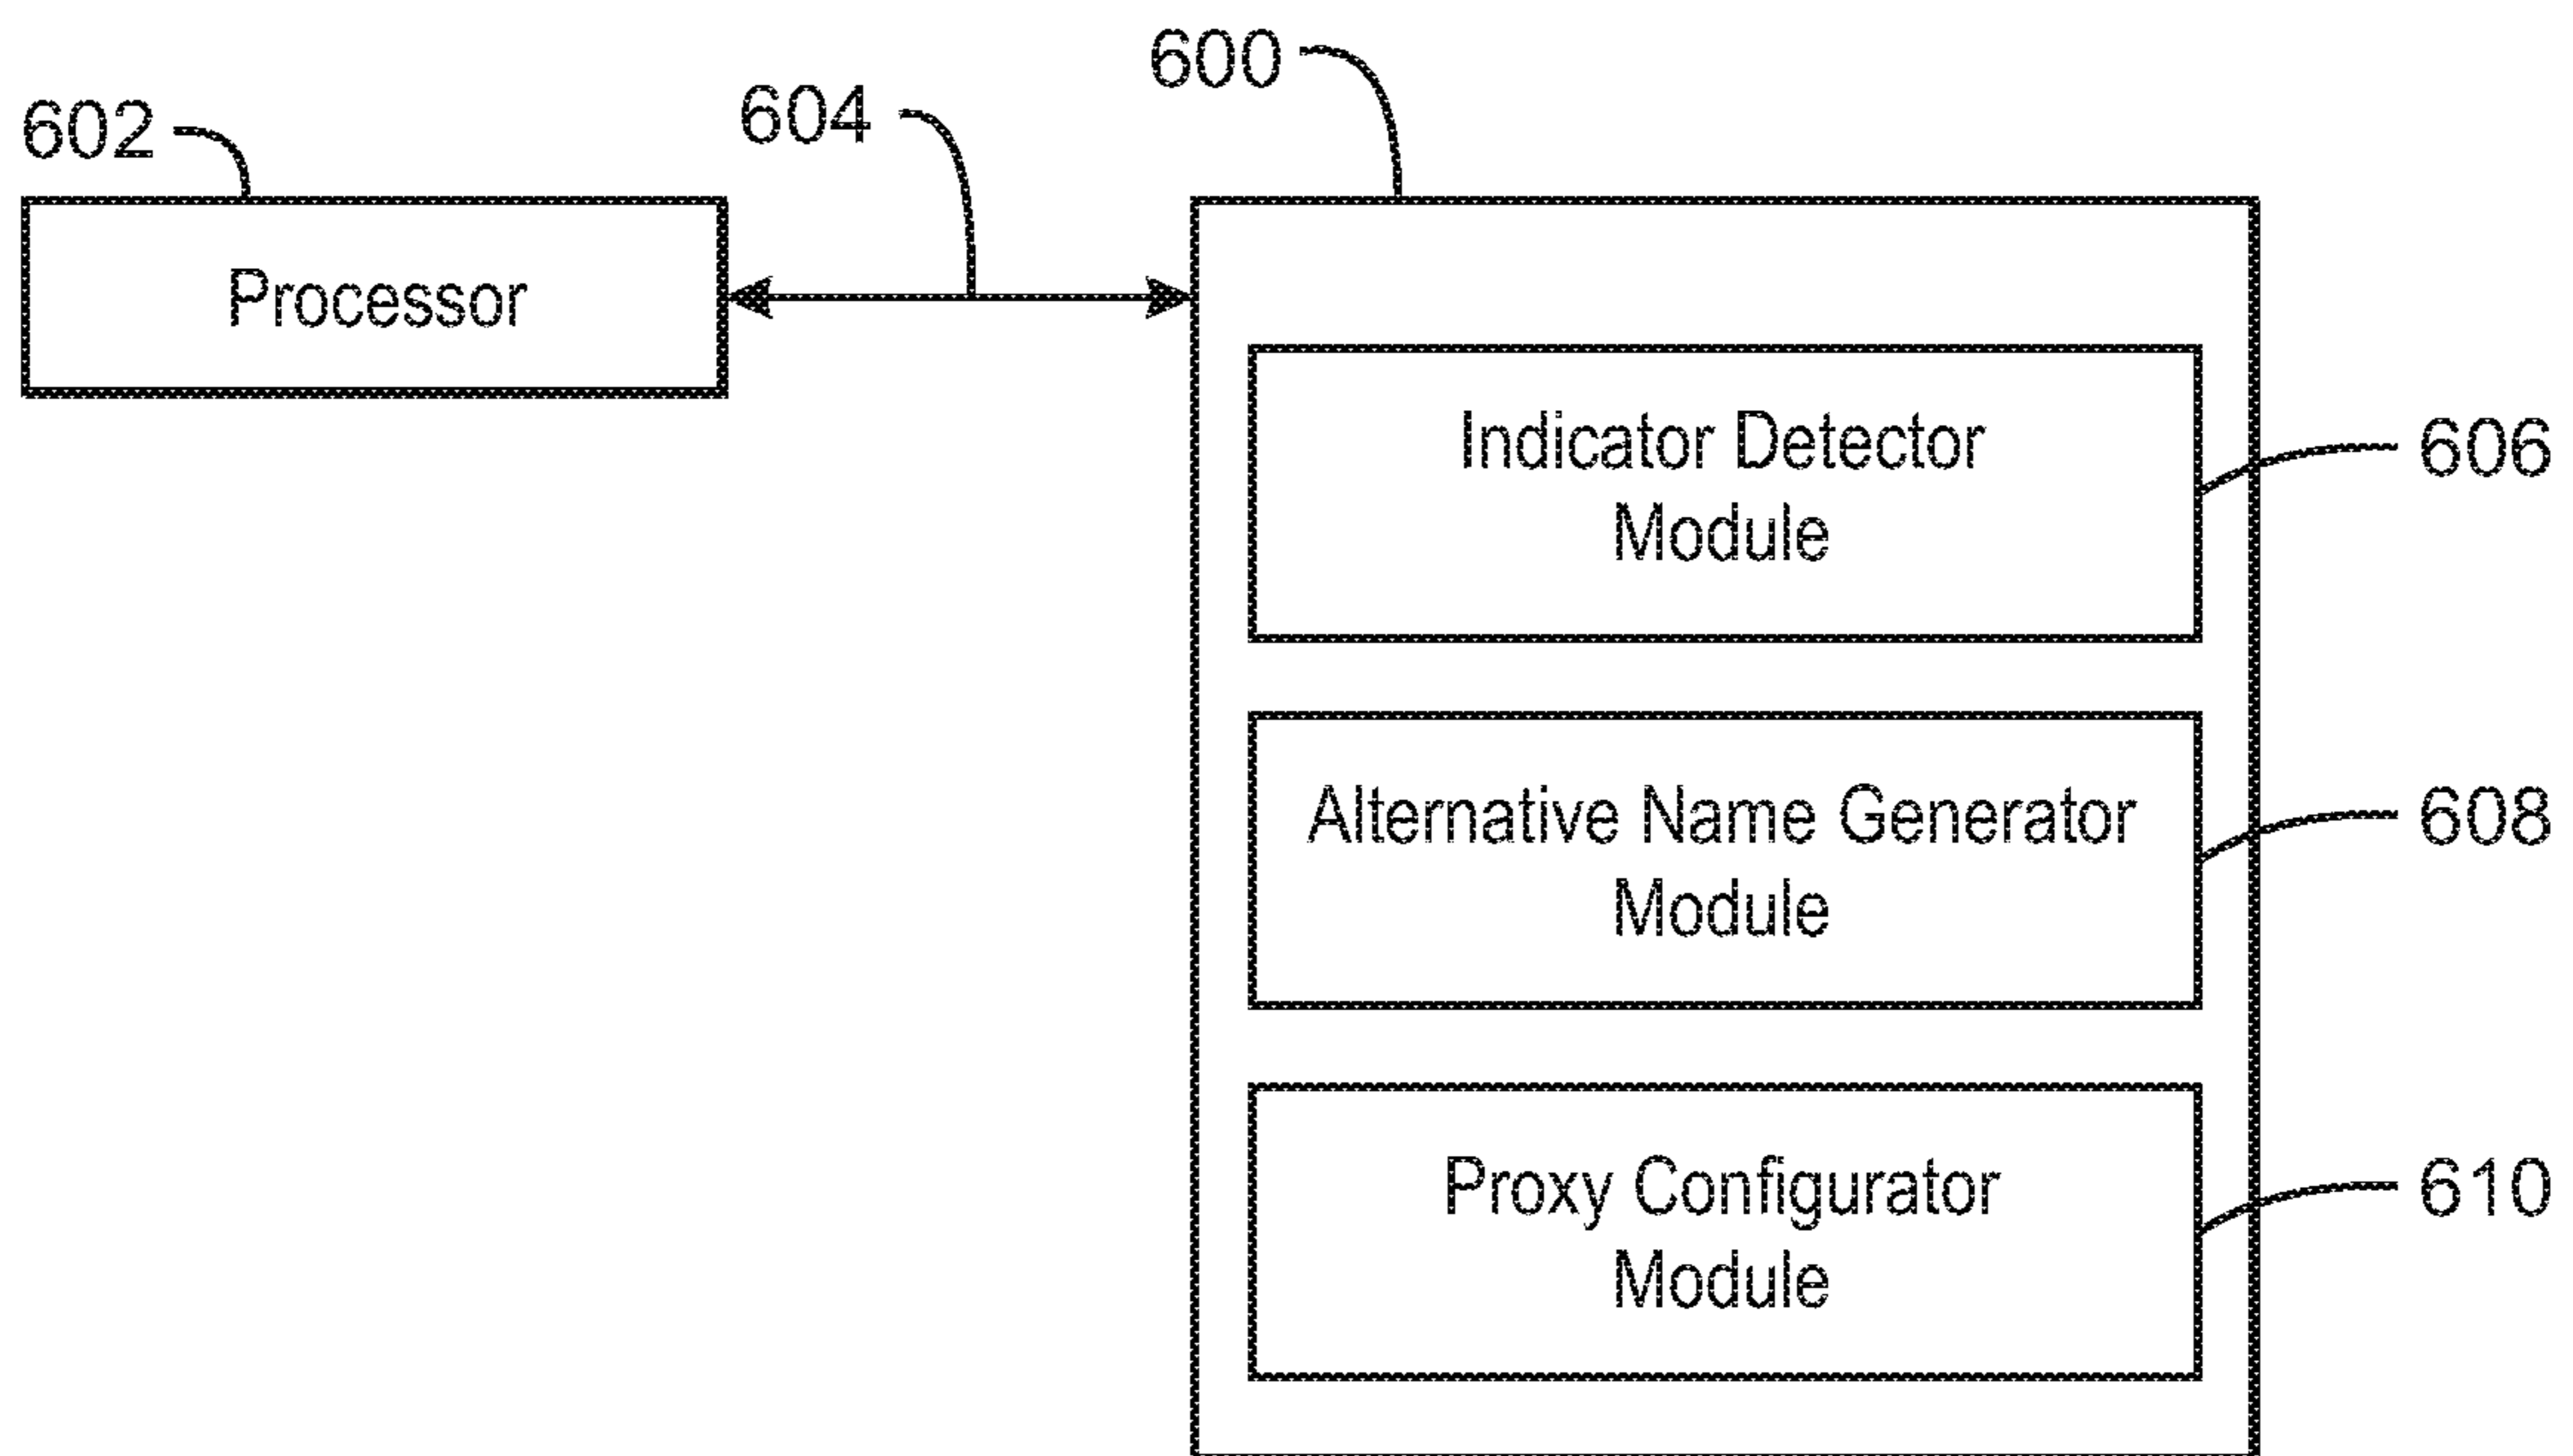 600
604
602
Processor
Indicator Detector
Module
606
Alternative Name Generator
Module
608
Proxy Configurator
Module
610